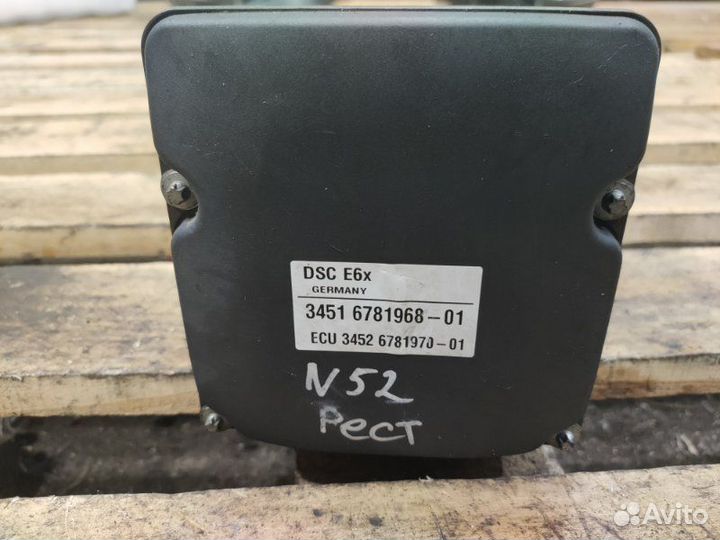 DSC E6x
GERMANY
3451 6781968-01
ECU 3452 6781970-01
N52
Рест
Avito